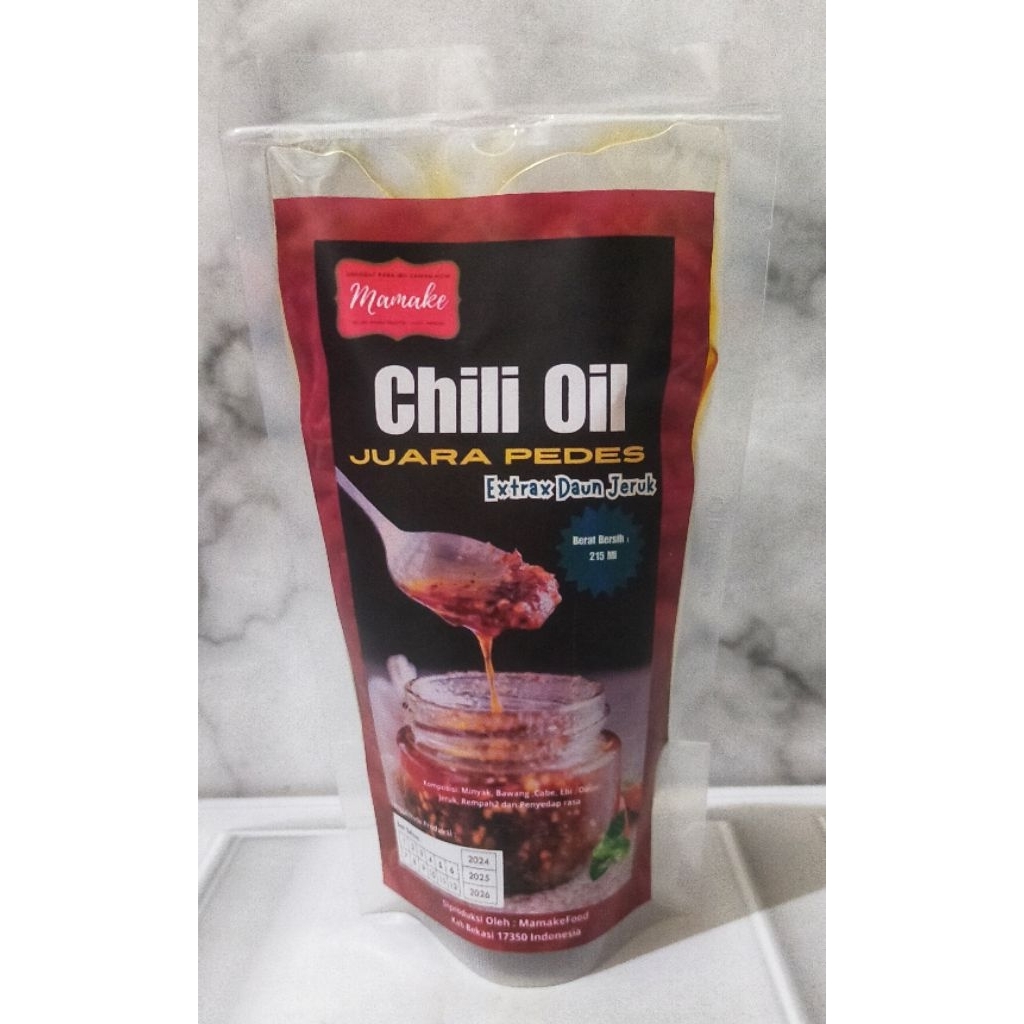 Mamake
Chili Oil
JUARA PEDES
Extrax Daun Jeruk
Berat Bersih :
215 Ml
Komposisi: Minyak, Bawang ,Cabe, Ebi
Jeruk, Rempah2 dan Penyedap rasa
Produksi
2024
2025
2026
Diproduksi Oleh : MamakeFood
Kab Bekasi 17350 Indonesia